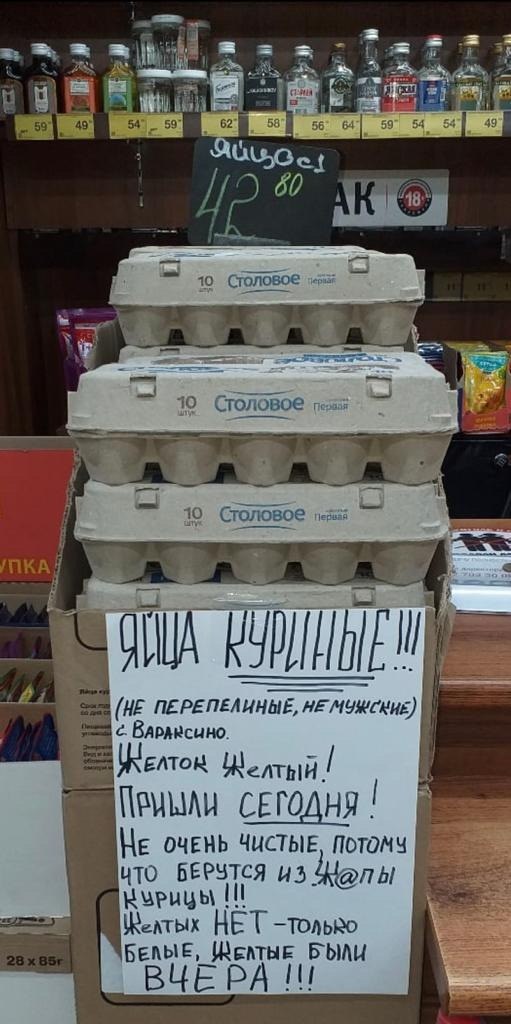 59 49 54 59 62 58 56 64 59 54 54 49
ЯЙЦО С1
42 80
АК 18+
10 штук Столовое Первая
10 штук Столовое Первая
10 штук Столовое Первая
УПКА
ЯЙЦА КУРИНЫЕ!!!
(НЕ ПЕРЕПЕЛИНЫЕ, НЕ МУЖСКИЕ)
с. ВАРАКСИНО.
ЖЕЛТОК ЖЕЛТЫЙ!
ПРИШЛИ СЕГОДНЯ!
НЕ ОЧЕНЬ ЧИСТЫЕ, ПОТОМУ
ЧТО БЕРУТСЯ ИЗ Ж@ПЫ
КУРИЦЫ!!!
ЖЕЛТЫХ НЕТ - ТОЛЬКО
БЕЛЫЕ, ЖЕЛТЫЕ БЫЛИ
ВЧЕРА!!!
28 x 85г